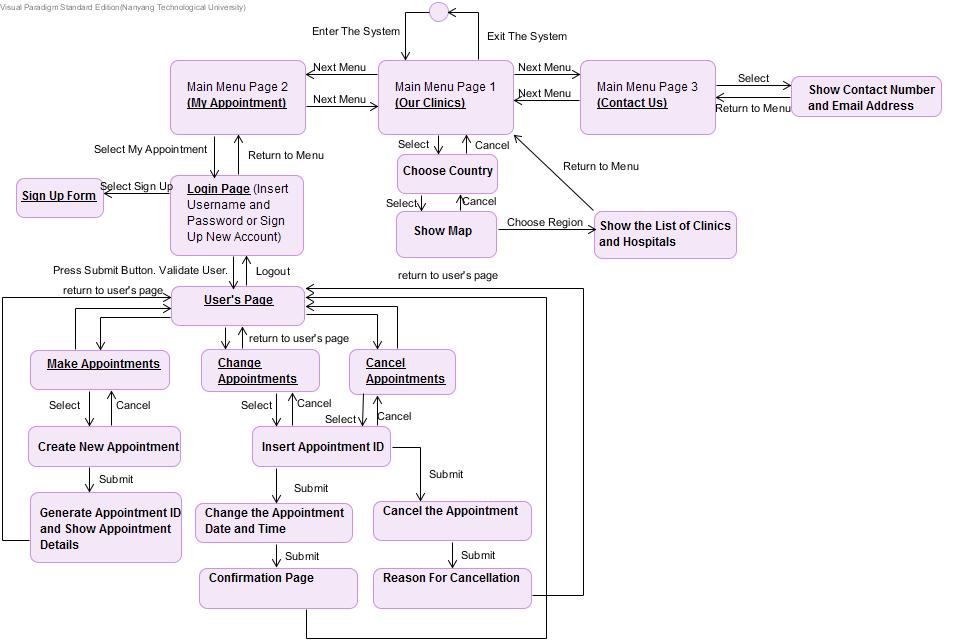 Visual Paradigm Standard Edition(Nanyang Technological University)
Enter The System
Exit The System
Main Menu Page 2
(My Appointment)
Next Menu
Next Menu
Main Menu Page 1
(Our Clinics)
Next Menu
Next Menu
Main Menu Page 3
(Contact Us)
Select
Return to Menu
Show Contact Number
and Email Address
Select My Appointment
Return to Menu
Select
Cancel
Choose Country
Return to Menu
Sign Up Form
Select Sign Up
Login Page (Insert
Username and
Password or Sign
Up New Account)
Select
Cancel
Show Map
Choose Region
Show the List of Clinics
and Hospitals
Press Submit Button. Validate User.
Logout
return to user's page
return to user's page
User's Page
return to user's page
Make Appointments
Change
Appointments
Cancel
Appointments
Select
Cancel
Select
Cancel
Select
Cancel
Create New Appointment
Insert Appointment ID
Submit
Submit
Submit
Generate Appointment ID
and Show Appointment
Details
Change the Appointment
Date and Time
Cancel the Appointment
Submit
Submit
Confirmation Page
Reason For Cancellation